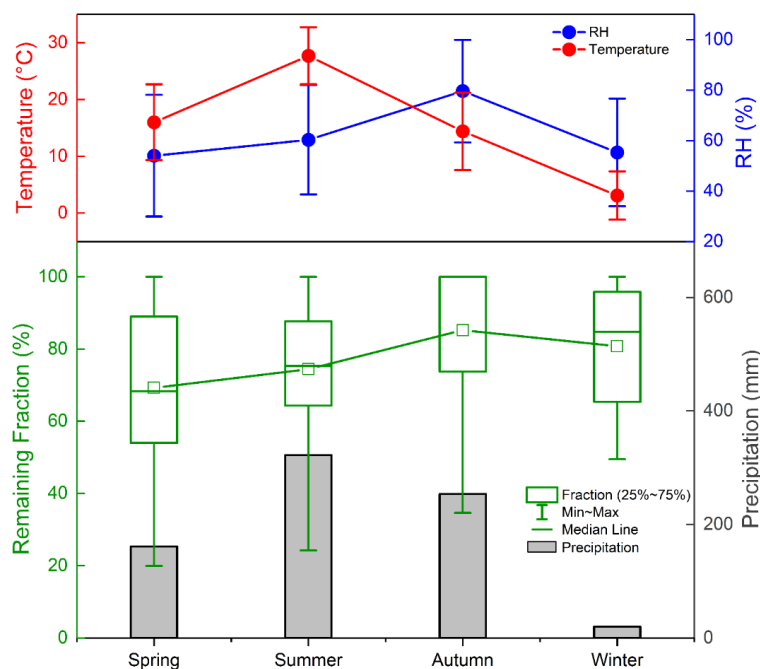 30
20
10
0
Temperature (°C)
RH
Temperature
100
80
60
40
20
RH (%)
100
80
60
40
20
0
Remaining Fraction (%)
Fraction (25%~75%)
Min~Max
Median Line
Precipitation
600
400
200
0
Precipitation (mm)
Spring
Summer
Autumn
Winter